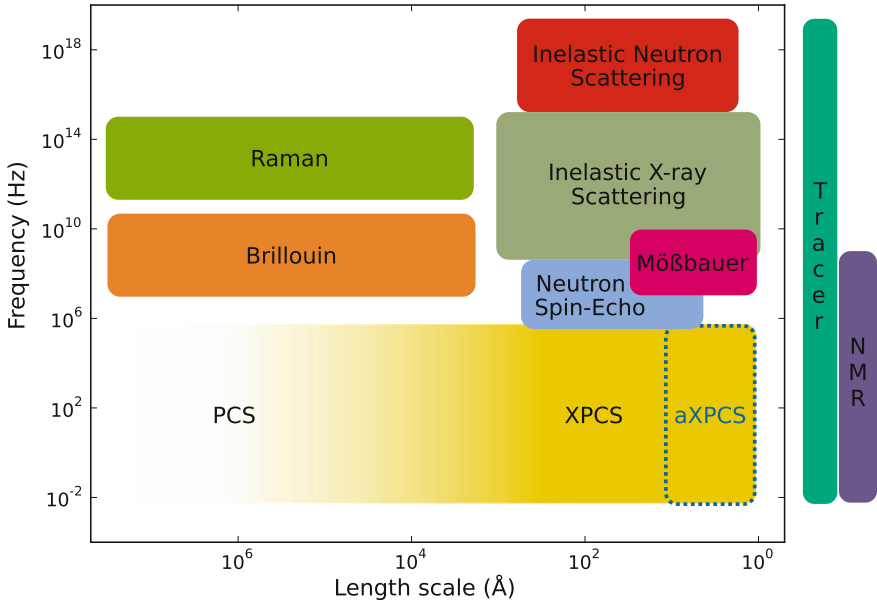 Frequency (Hz)
10^18
10^14
10^10
10^6
10^2
10^-2
Inelastic Neutron
Scattering
Raman
Inelastic X-ray
Scattering
Brillouin
Mößbauer
Neutron
Spin-Echo
PCS
XPCS
aXPCS
10^6
10^4
10^2
10^0
Length scale (Å)
Tracer
NMR